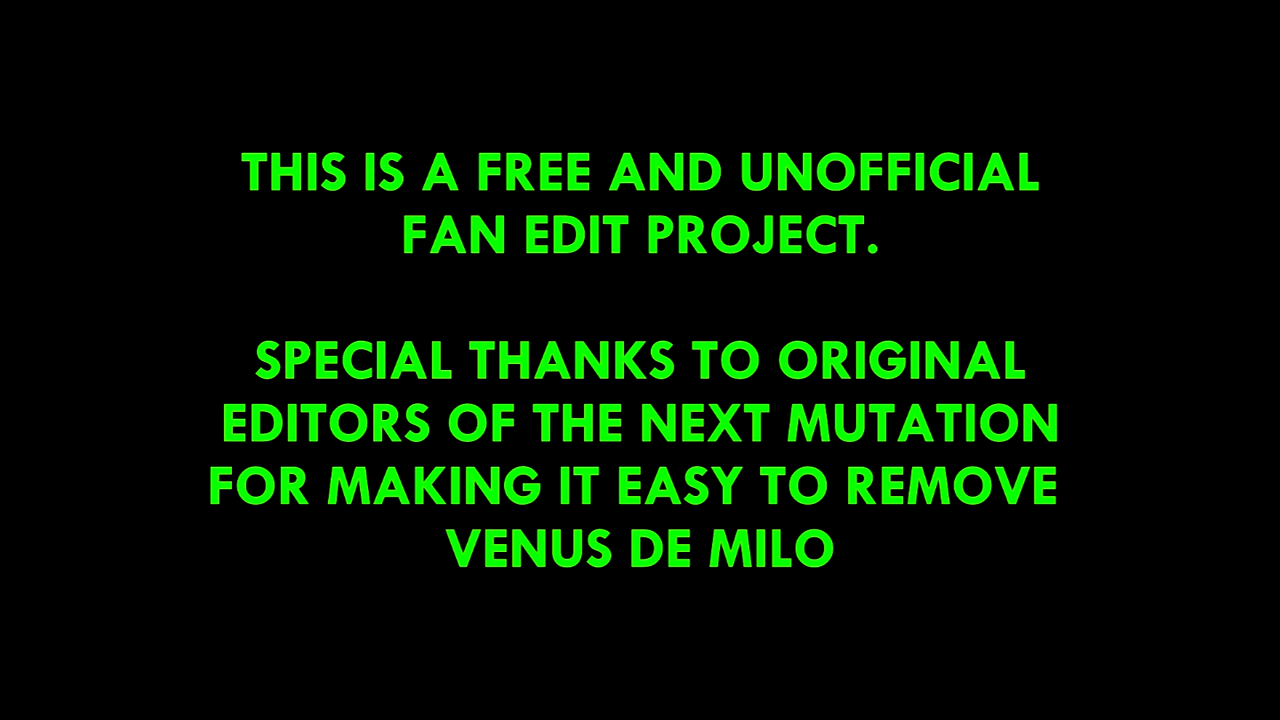 THIS IS A FREE AND UNOFFICIAL
FAN EDIT PROJECT.
SPECIAL THANKS TO ORIGINAL
EDITORS OF THE NEXT MUTATION
FOR MAKING IT EASY TO REMOVE
VENUS DE MILO